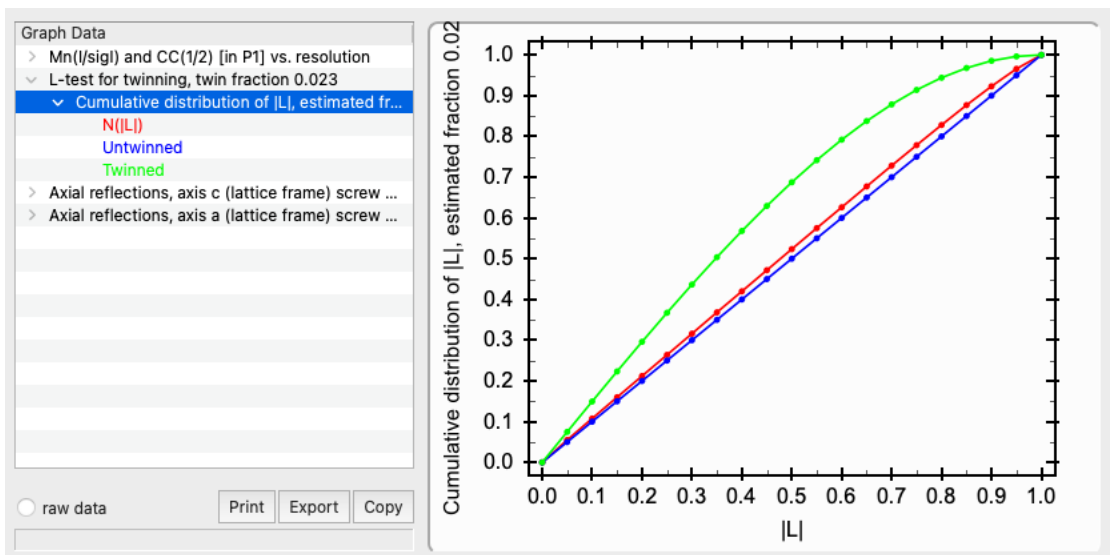 Graph Data
Mn(I/sigI) and CC(1/2) [in P1] vs. resolution
L-test for twinning, twin fraction 0.023
Cumulative distribution of |L|, estimated fr...
N(|L|)
Untwinned
Twinned
Axial reflections, axis c (lattice frame) screw ...
Axial reflections, axis a (lattice frame) screw ...
raw data
Print
Export
Copy
Cumulative distribution of |L|, estimated fraction 0.02
1.0
0.9
0.8
0.7
0.6
0.5
0.4
0.3
0.2
0.1
0.0
0.0 0.1 0.2 0.3 0.4 0.5 0.6 0.7 0.8 0.9 1.0
|L|